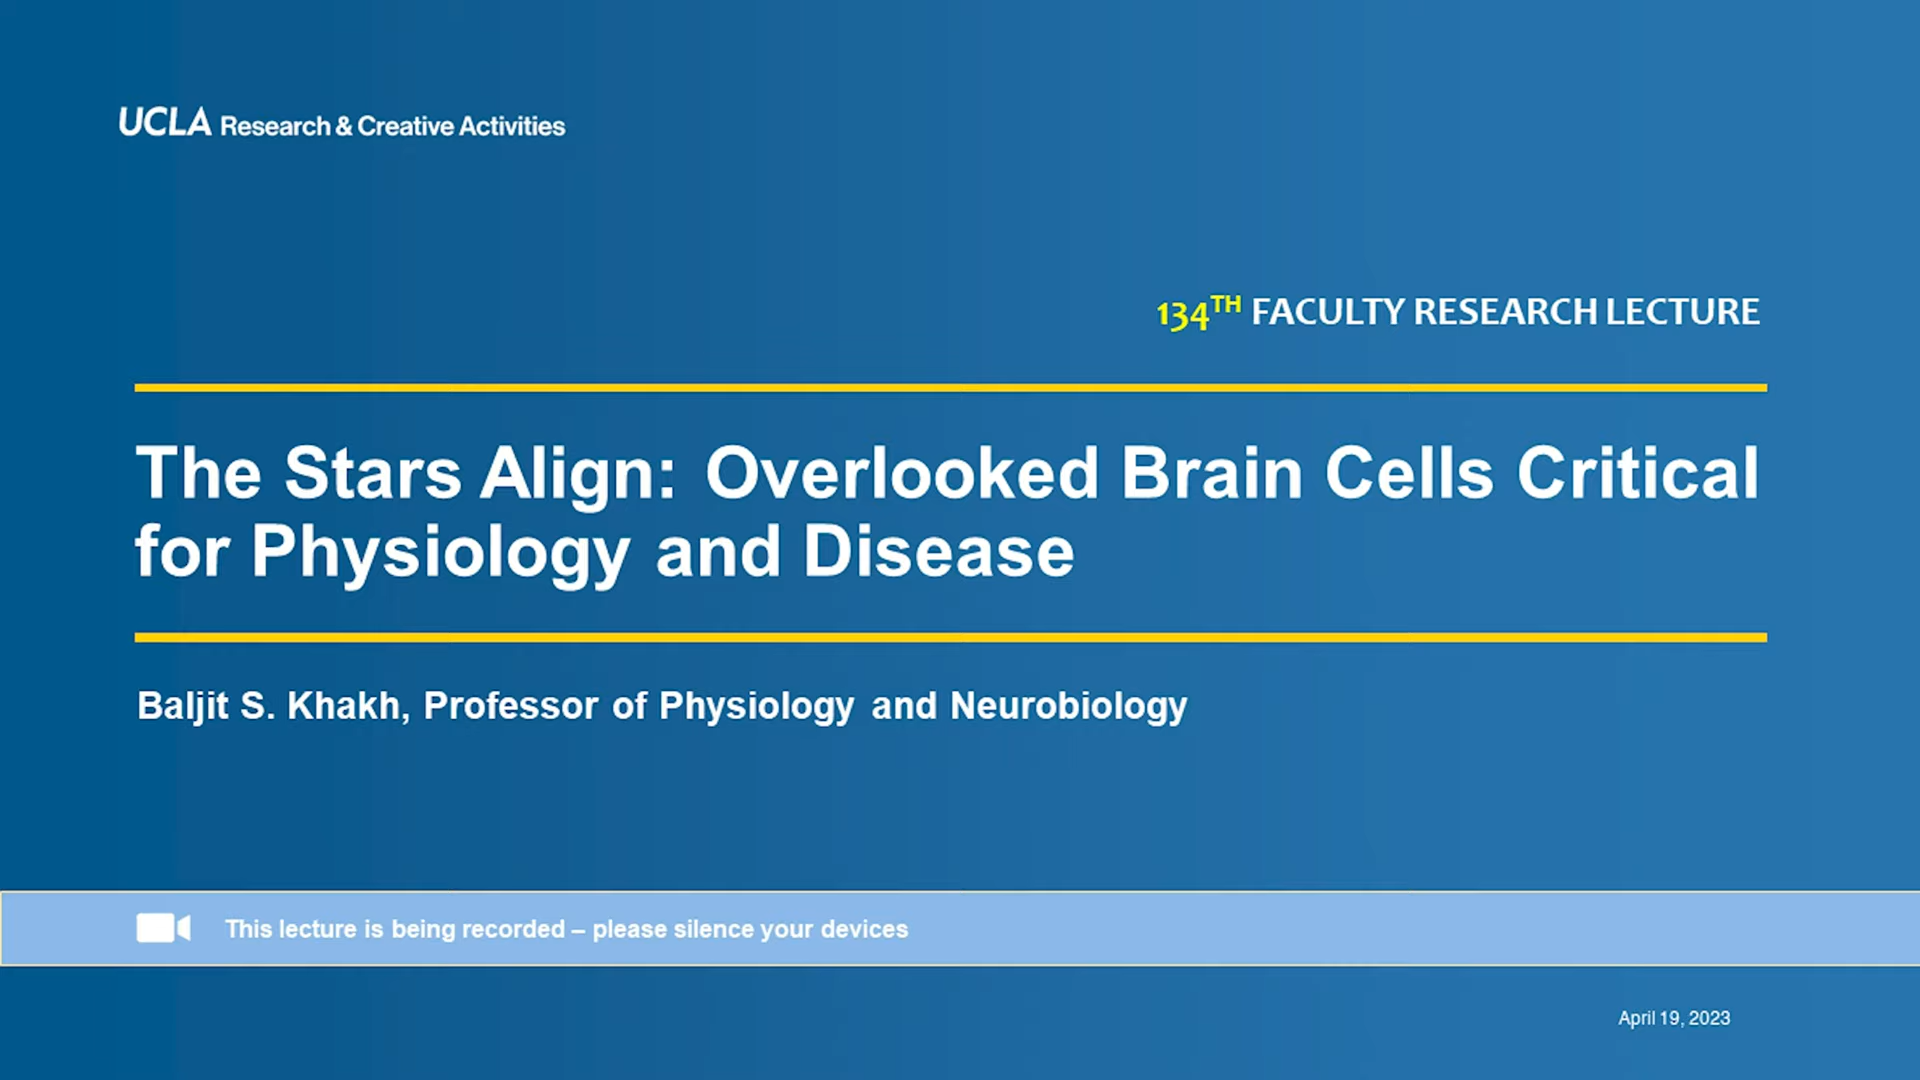 UCLA Research & Creative Activities
134TH FACULTY RESEARCH LECTURE
The Stars Align: Overlooked Brain Cells Critical
for Physiology and Disease
Baljit S. Khakh, Professor of Physiology and Neurobiology
This lecture is being recorded – please silence your devices
April 19, 2023